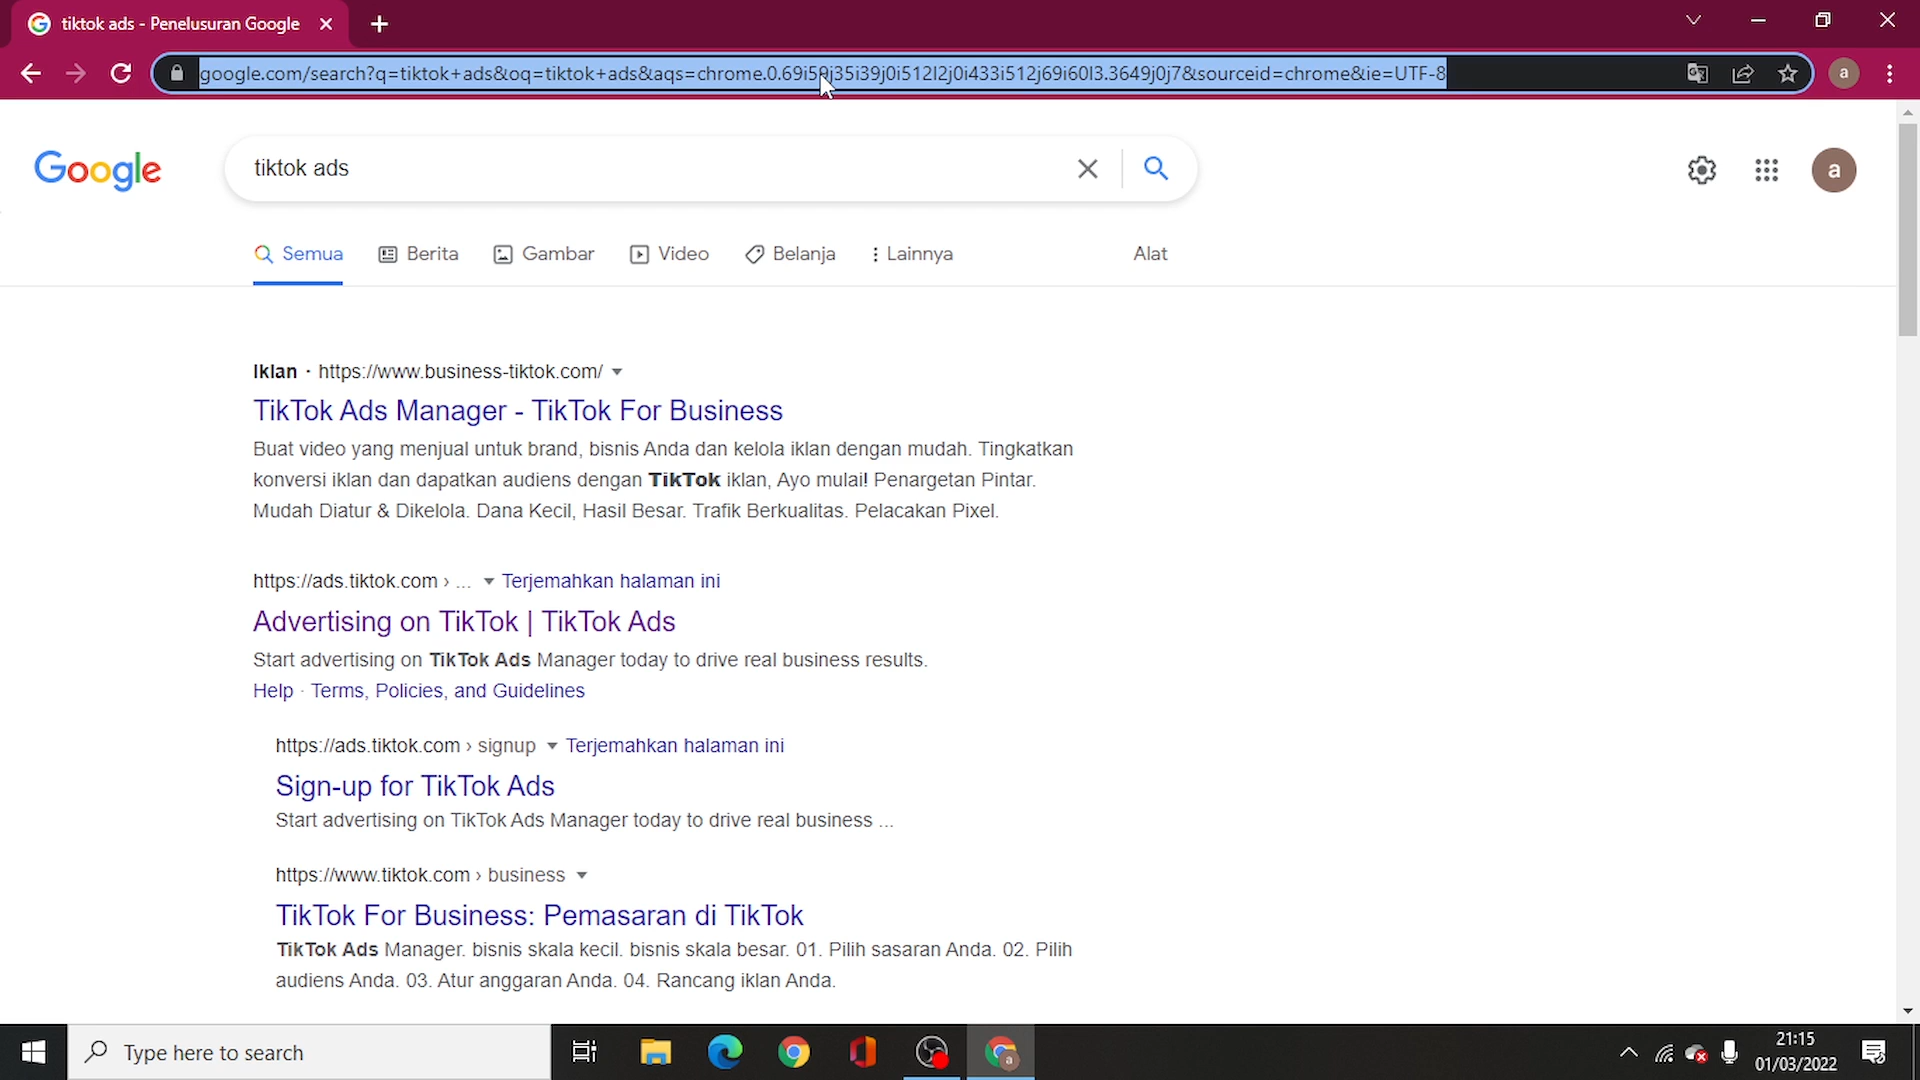 tiktok ads - Penelusuran Google
google.com/search?q=tiktok+ads&oq=tiktok+ads&aqs=chrome.0.69i59j35i39j0i512l2j0i433i512j69i60l3.3649j0j7&sourceid=chrome&ie=UTF-8
a
Google
tiktok ads
a
Semua
Berita
Gambar
Video
Belanja
Lainnya
Alat
Iklan · https://www.business-tiktok.com/
TikTok Ads Manager - TikTok For Business
Buat video yang menjual untuk brand, bisnis Anda dan kelola iklan dengan mudah. Tingkatkan
konversi iklan dan dapatkan audiens dengan TikTok iklan, Ayo mulai! Penargetan Pintar.
Mudah Diatur & Dikelola. Dana Kecil, Hasil Besar. Trafik Berkualitas. Pelacakan Pixel.
https://ads.tiktok.com › ... Terjemahkan halaman ini
Advertising on TikTok | TikTok Ads
Start advertising on TikTok Ads Manager today to drive real business results.
Help · Terms, Policies, and Guidelines
https://ads.tiktok.com › signup Terjemahkan halaman ini
Sign-up for TikTok Ads
Start advertising on TikTok Ads Manager today to drive real business ...
https://www.tiktok.com › business
TikTok For Business: Pemasaran di TikTok
TikTok Ads Manager. bisnis skala kecil. bisnis skala besar. 01. Pilih sasaran Anda. 02. Pilih
audiens Anda. 03. Atur anggaran Anda. 04. Rancang iklan Anda.
Type here to search
a
21:15
01/03/2022